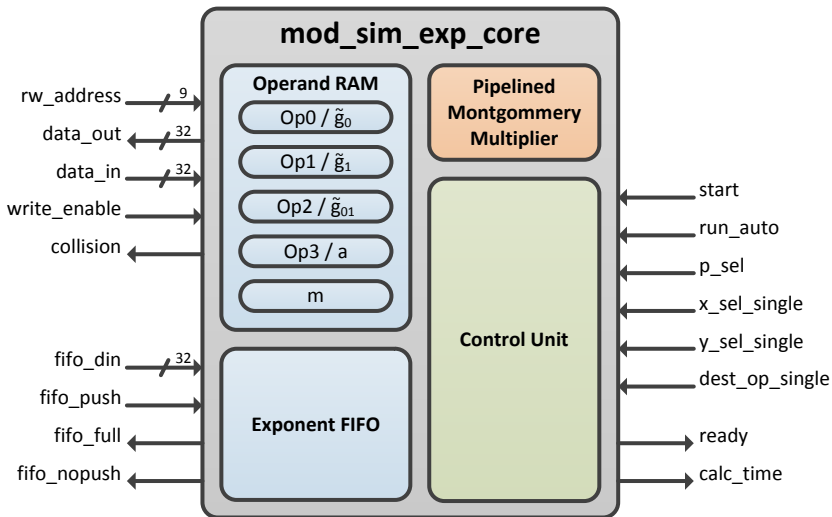 mod_sim_exp_core
rw_address
9
data_out
32
data_in
32
write_enable
collision
fifo_din
32
fifo_push
fifo_full
fifo_nopush
Operand RAM
Op0 / g̃₀
Op1 / g̃₁
Op2 / g̃₀₁
Op3 / a
m
Exponent FIFO
Pipelined
Montgommery
Multiplier
Control Unit
start
run_auto
p_sel
x_sel_single
y_sel_single
dest_op_single
ready
calc_time